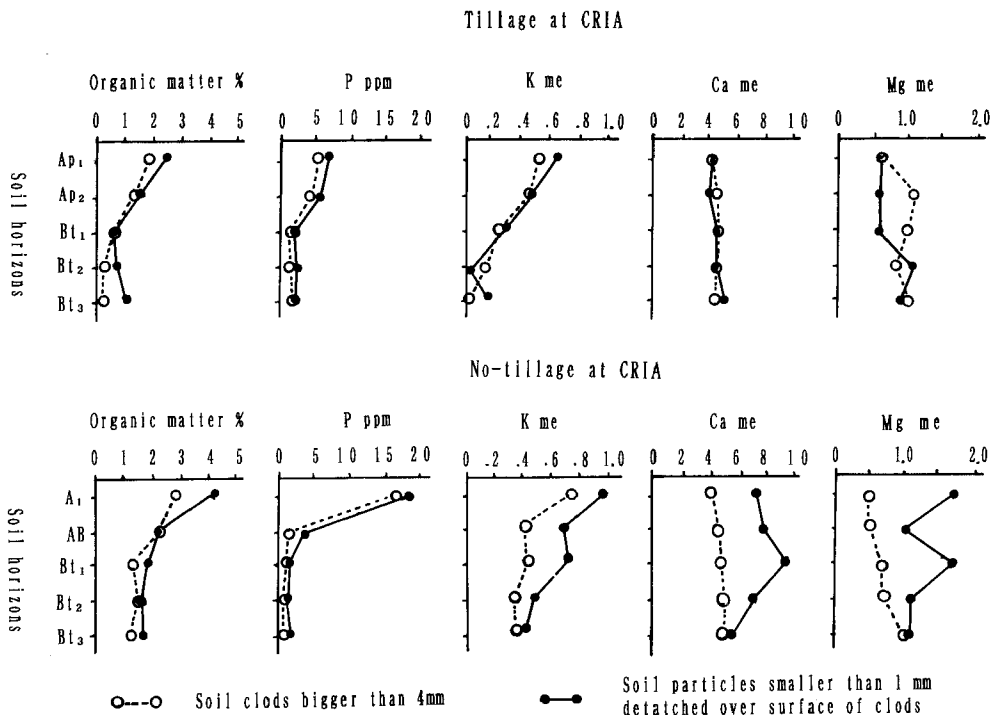 Tillage at CRIA
Organic matter %
P ppm
K me
Ca me
Mg me
0 1 2 3 4 5
0 5 10 15 20
0 .2 .4 .6 .8 1.0
0 2 4 6 8 10
0 1.0 2.0
Soil horizons
Ap₁
Ap₂
Bt₁
Bt₂
Bt₃
No-tillage at CRIA
Organic matter %
P ppm
K me
Ca me
Mg me
0 1 2 3 4 5
0 5 10 15 20
0 .2 .4 .6 .8 1.0
0 2 4 6 8 10
0 1.0 2.0
Soil horizons
A₁
AB
Bt₁
Bt₂
Bt₃
Soil clods bigger than 4mm
Soil particles smaller than 1 mm
detatched over surface of clods